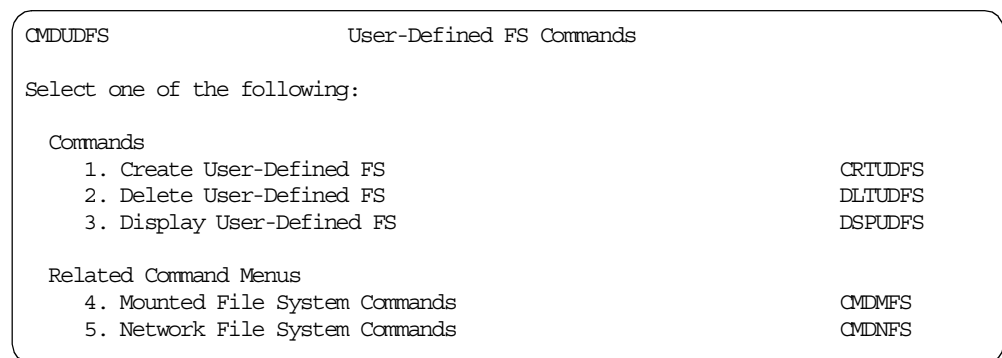 CMDUDFS User-Defined FS Commands
Select one of the following:
Commands
1. Create User-Defined FS CRTUDFS
2. Delete User-Defined FS DLTUDFS
3. Display User-Defined FS DSPUDFS
Related Command Menus
4. Mounted File System Commands CMDMFS
5. Network File System Commands CMDNFS